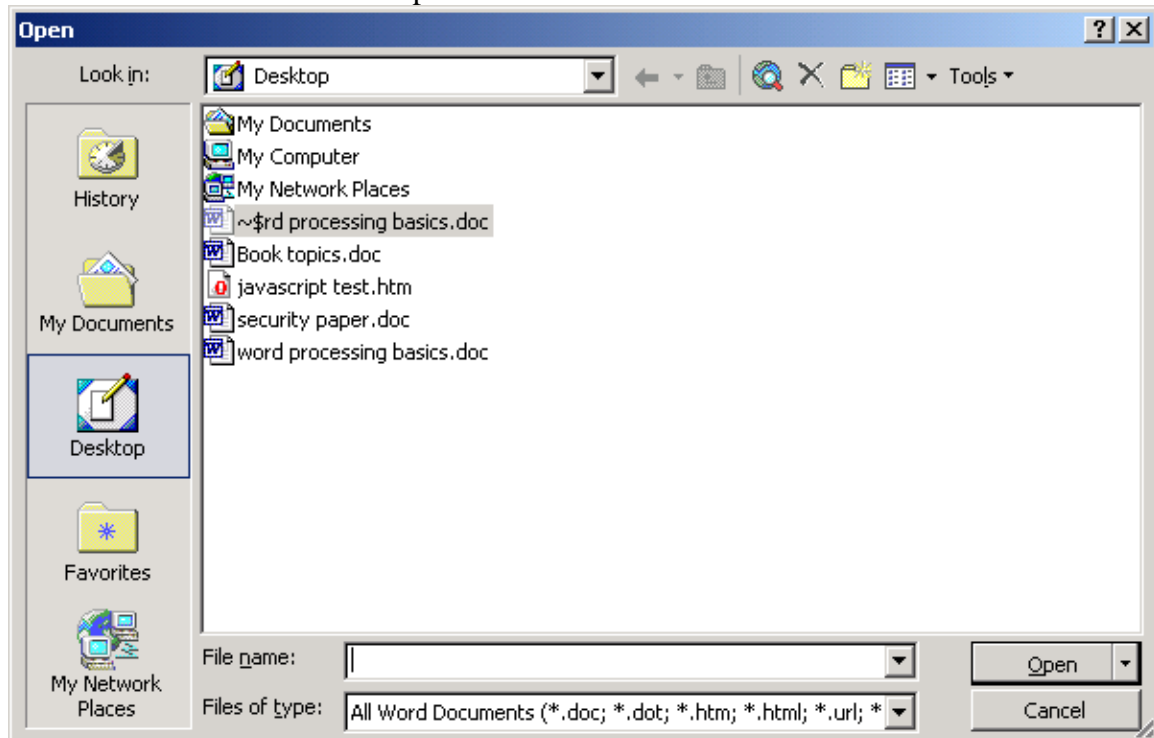 Open
Look in:
Desktop
Tools
History
My Documents
Desktop
Favorites
My Network
Places
My Documents
My Computer
My Network Places
~$rd processing basics.doc
Book topics.doc
javascript test.htm
security paper.doc
word processing basics.doc
File name:
Open
Files of type:
All Word Documents (*.doc; *.dot; *.htm; *.html; *.url; *
Cancel